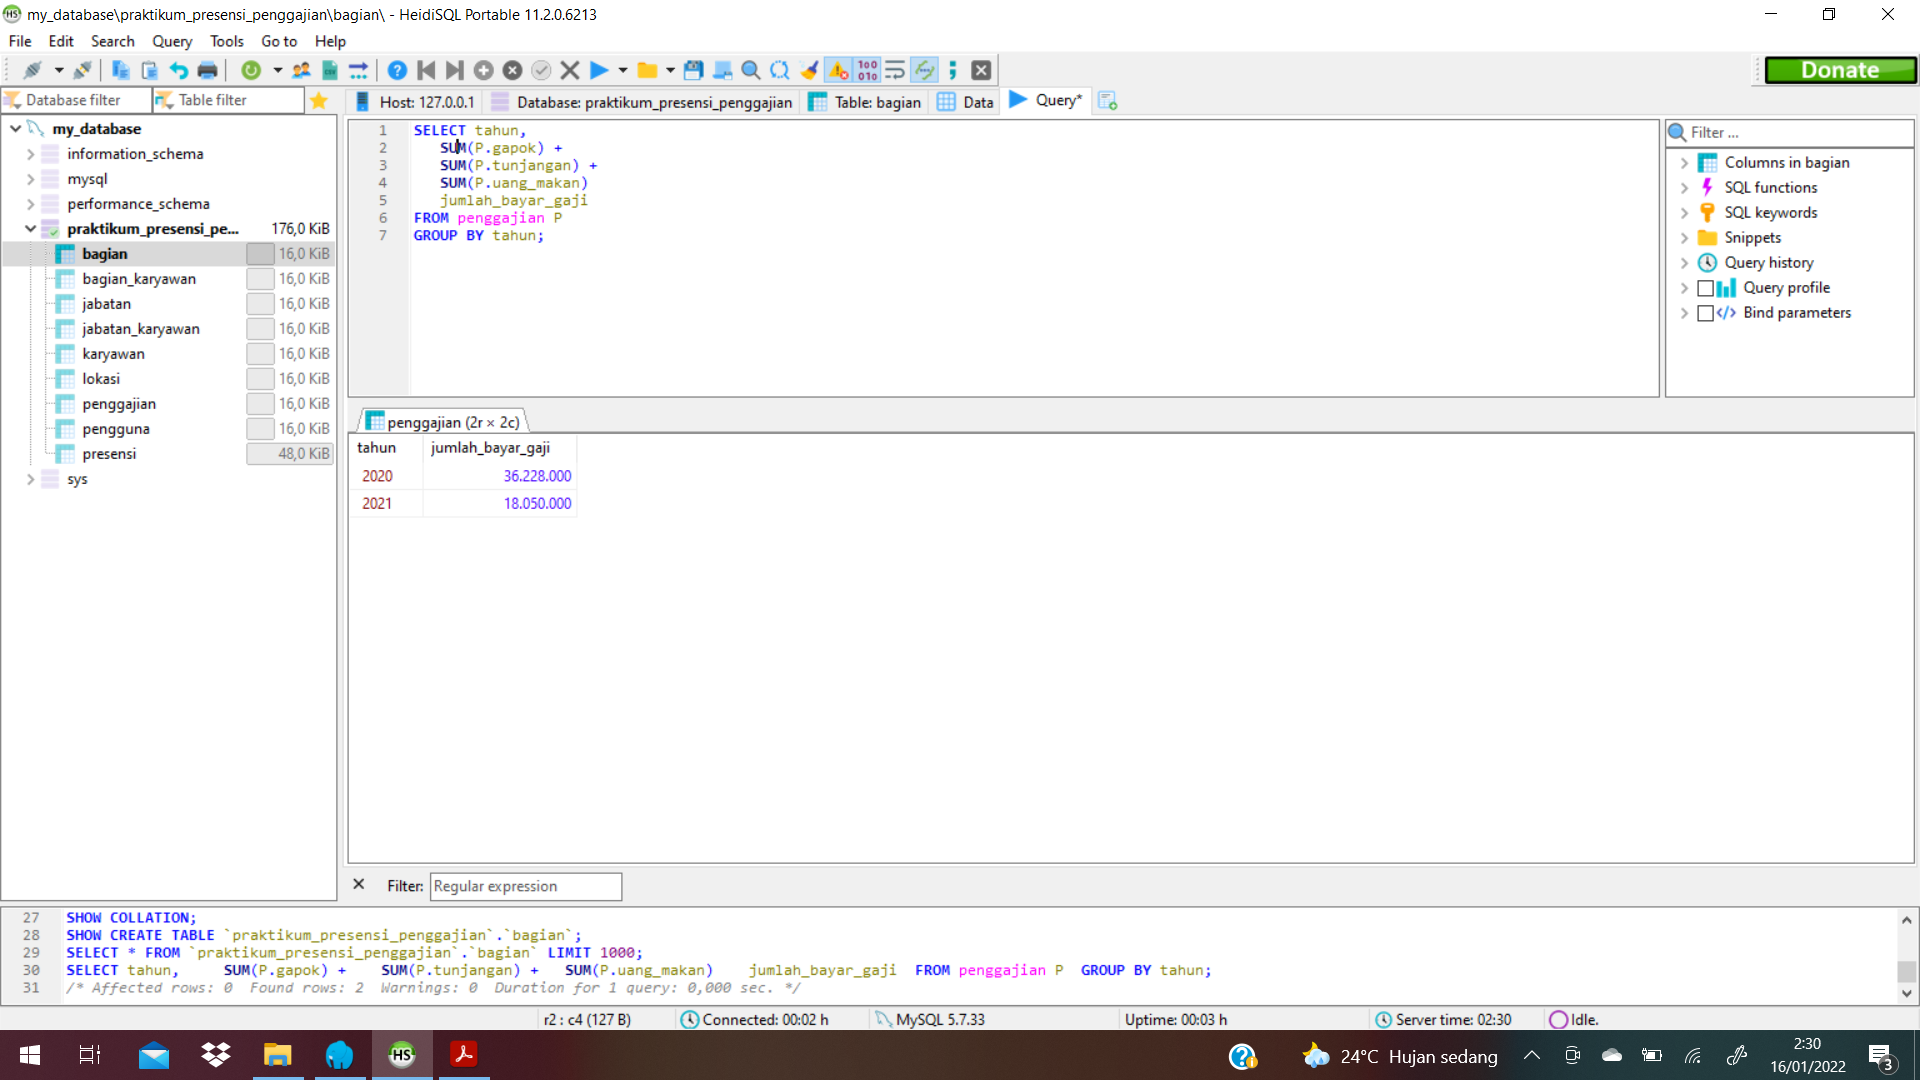 my_database\praktikum_presensi_penggajian\bagian\ - HeidiSQL Portable 11.2.0.6213
File Edit Search Query Tools Go to Help
Donate
Database filter
Table filter
Host: 127.0.0.1
Database: praktikum_presensi_penggajian
Table: bagian
Data
Query*
my_database
information_schema
mysql
performance_schema
praktikum_presensi_pe... 176,0 KiB
bagian 16,0 KiB
bagian_karyawan 16,0 KiB
jabatan 16,0 KiB
jabatan_karyawan 16,0 KiB
karyawan 16,0 KiB
lokasi 16,0 KiB
penggajian 16,0 KiB
pengguna 16,0 KiB
presensi 48,0 KiB
sys
1 SELECT tahun,
2 SUM(P.gapok) +
3 SUM(P.tunjangan) +
4 SUM(P.uang_makan)
5 jumlah_bayar_gaji
6 FROM penggajian P
7 GROUP BY tahun;
Filter ...
Columns in bagian
SQL functions
SQL keywords
Snippets
Query history
Query profile
Bind parameters
penggajian (2r × 2c)
tahun jumlah_bayar_gaji
2020 36.228.000
2021 18.050.000
Filter: Regular expression
27 SHOW COLLATION;
28 SHOW CREATE TABLE `praktikum_presensi_penggajian`.`bagian`;
29 SELECT * FROM `praktikum_presensi_penggajian`.`bagian` LIMIT 1000;
30 SELECT tahun, SUM(P.gapok) + SUM(P.tunjangan) + SUM(P.uang_makan) jumlah_bayar_gaji FROM penggajian P GROUP BY tahun;
31 /* Affected rows: 0 Found rows: 2 Warnings: 0 Duration for 1 query: 0,000 sec. */
r2 : c4 (127 B)
Connected: 00:02 h
MySQL 5.7.33
Uptime: 00:03 h
Server time: 02:30
Idle.
HS
24°C Hujan sedang
2:30
16/01/2022
3